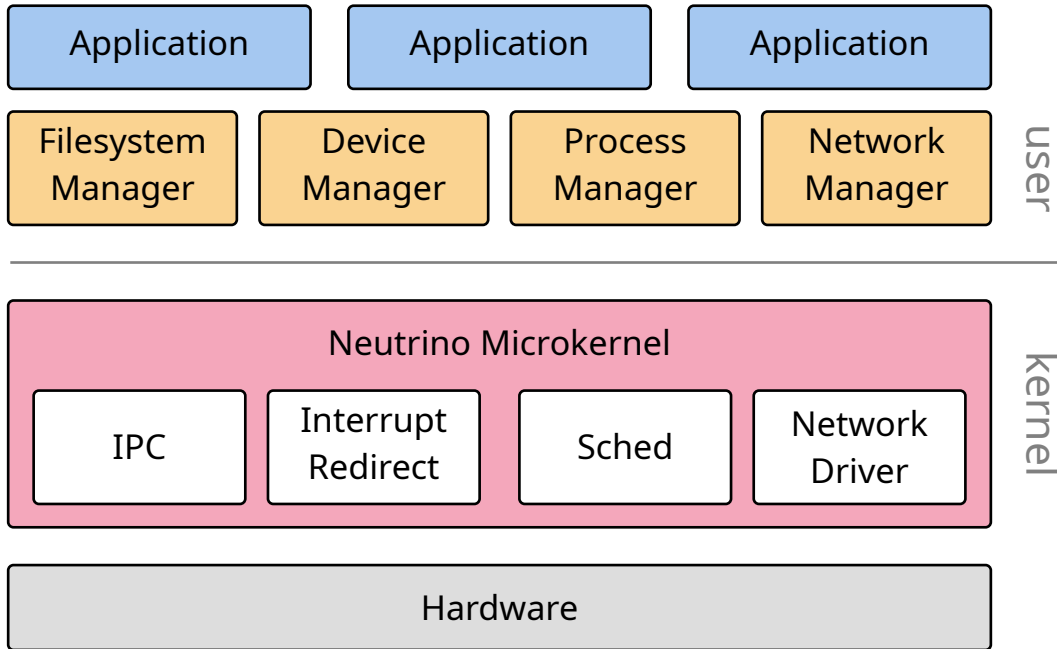 Application
Application
Application
Filesystem
Manager
Device
Manager
Process
Manager
Network
Manager
user
Neutrino Microkernel
IPC
Interrupt
Redirect
Sched
Network
Driver
kernel
Hardware